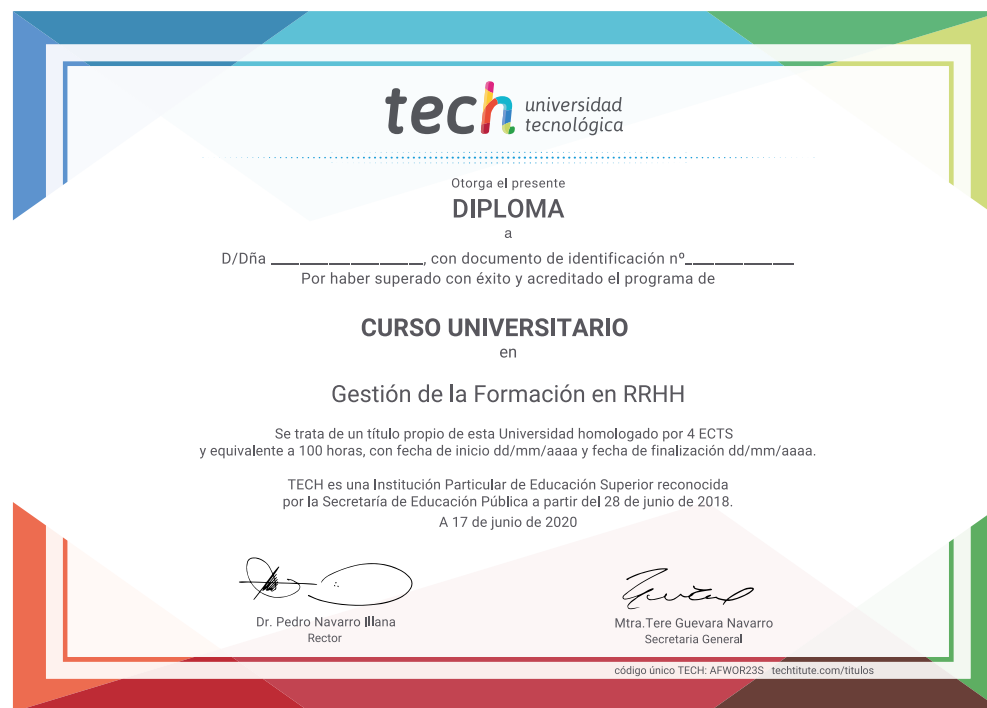 tech universidad
tecnológica
Otorga el presente
DIPLOMA
a
D/Dña ____________________, con documento de identificación nº______________
Por haber superado con éxito y acreditado el programa de
CURSO UNIVERSITARIO
en
Gestión de la Formación en RRHH
Se trata de un título propio de esta Universidad homologado por 4 ECTS
y equivalente a 100 horas, con fecha de inicio dd/mm/aaaa y fecha de finalización dd/mm/aaaa.
TECH es una Institución Particular de Educación Superior reconocida
por la Secretaría de Educación Pública a partir del 28 de junio de 2018.
A 17 de junio de 2020
Dr. Pedro Navarro Illana
Rector
Mtra.Tere Guevara Navarro
Secretaria General
código único TECH: AFWOR23S techtitute.com/titulos